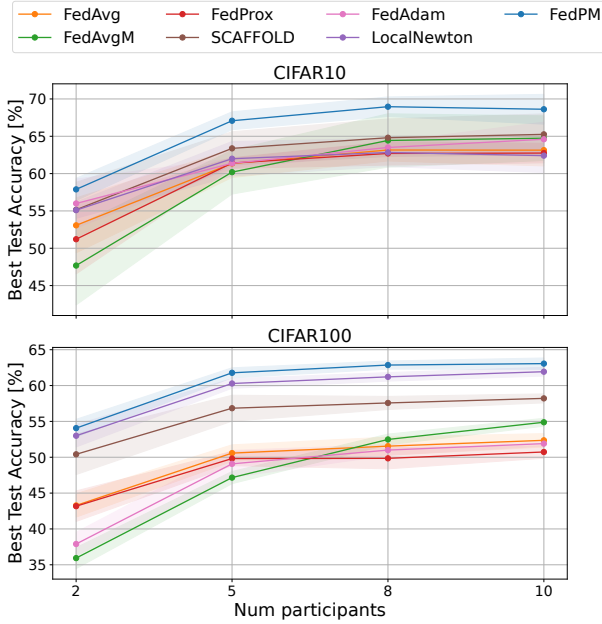 FedAvg FedProx FedAdam FedPM
FedAvgM SCAFFOLD LocalNewton
CIFAR10
Best Test Accuracy [%]
70
65
60
55
50
45
CIFAR100
Best Test Accuracy [%]
65
60
55
50
45
40
35
2 5 8 10
Num participants